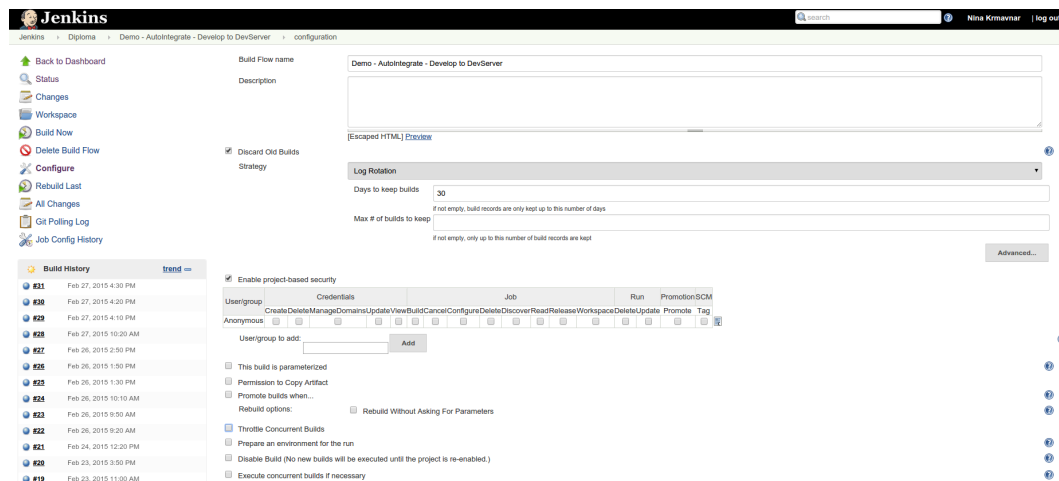 Jenkins
search
Nina Krmavnar | log out
Jenkins › Diploma › Demo - AutoIntegrate - Develop to DevServer › configuration
Back to Dashboard
Status
Changes
Workspace
Build Now
Delete Build Flow
Configure
Rebuild Last
All Changes
Git Polling Log
Job Config History
Build History
trend
#31 Feb 27, 2015 4:30 PM
#30 Feb 27, 2015 4:20 PM
#29 Feb 27, 2015 4:10 PM
#28 Feb 27, 2015 10:20 AM
#27 Feb 26, 2015 2:50 PM
#26 Feb 26, 2015 1:50 PM
#25 Feb 26, 2015 1:30 PM
#24 Feb 26, 2015 10:10 AM
#23 Feb 26, 2015 9:50 AM
#22 Feb 26, 2015 9:20 AM
#21 Feb 24, 2015 12:20 PM
#20 Feb 23, 2015 3:50 PM
#19 Feb 23, 2015 11:00 AM
Build Flow name
Demo - AutoIntegrate - Develop to DevServer
Description
[Escaped HTML] Preview
Discard Old Builds
Strategy
Log Rotation
Days to keep builds
30
if not empty, build records are only kept up to this number of days
Max # of builds to keep
if not empty, only up to this number of build records are kept
Advanced...
Enable project-based security
User/group Credentials Job Run Promotion SCM
Create Delete ManageDomains Update View Build Cancel Configure Delete Discover Read Release Workspace Delete Update Promote Tag
Anonymous
User/group to add:
Add
This build is parameterized
Permission to Copy Artifact
Promote builds when...
Rebuild options:
Rebuild Without Asking For Parameters
Throttle Concurrent Builds
Prepare an environment for the run
Disable Build (No new builds will be executed until the project is re-enabled.)
Execute concurrent builds if necessary